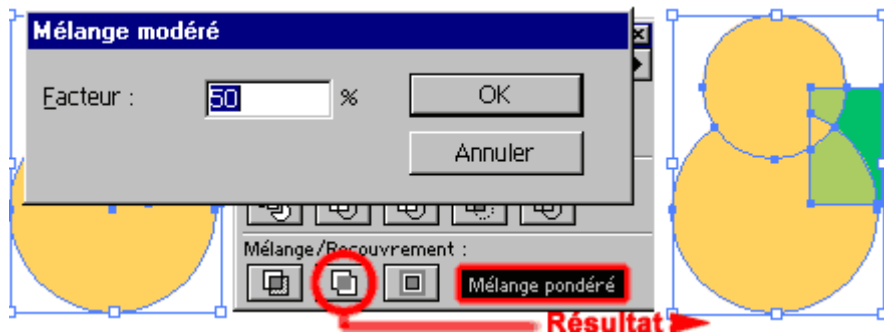 Mélange modéré
Facteur :
50
%
OK
Annuler
Mélange/Recouvrement :
Mélange pondéré
Résultat